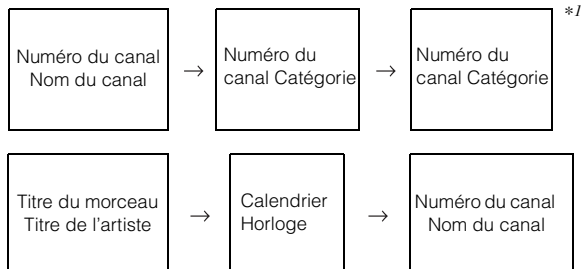 *1
Numéro du canal
Nom du canal
→
Numéro du
canal Catégorie
→
Numéro du
canal Catégorie
Titre du morceau
Titre de l'artiste
→
Calendrier
Horloge
→
Numéro du canal
Nom du canal